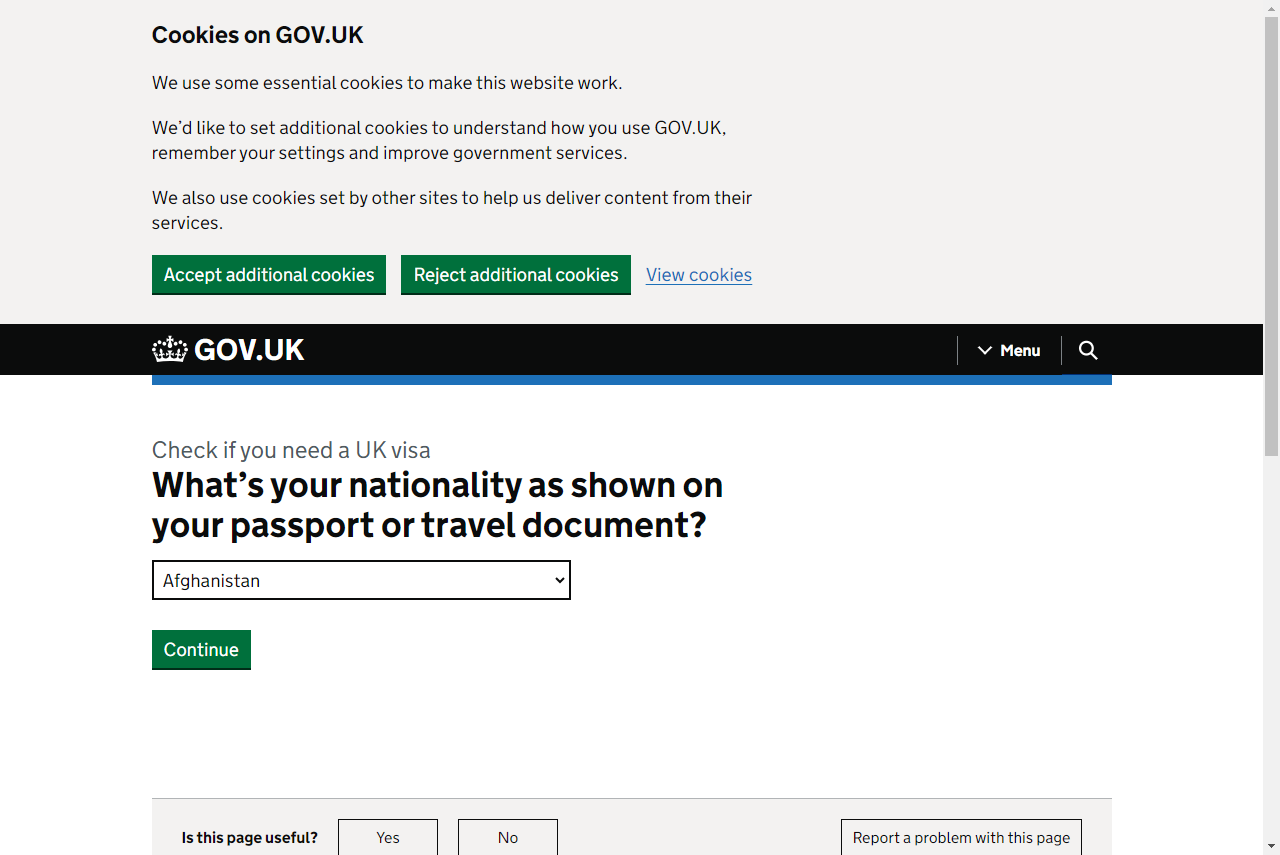 Cookies on GOV.UK
We use some essential cookies to make this website work.
We'd like to set additional cookies to understand how you use GOV.UK,
remember your settings and improve government services.
We also use cookies set by other sites to help us deliver content from their
services.
Accept additional cookies Reject additional cookies View cookies
GOV.UK Menu
Check if you need a UK visa
What's your nationality as shown on
your passport or travel document?
Afghanistan
Continue
Is this page useful? Yes No Report a problem with this page